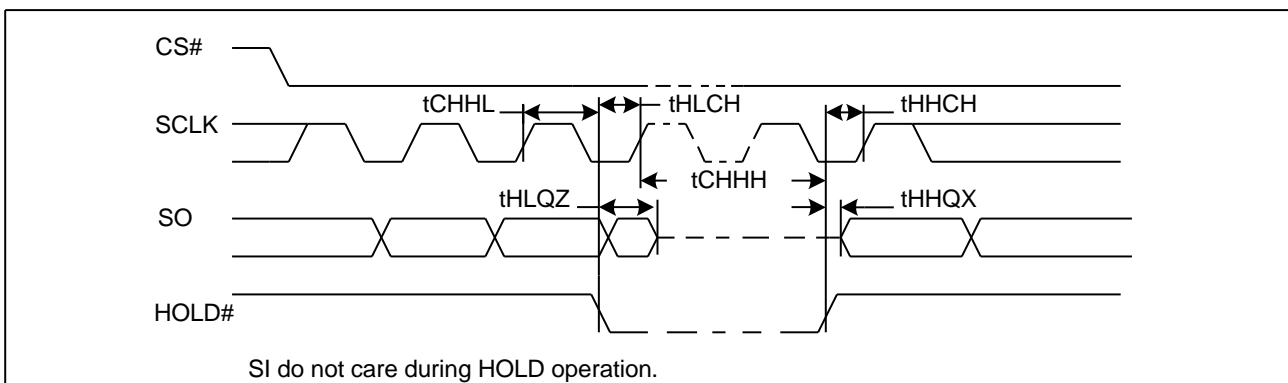 CS#
tCHHL
tHLCH
tHHCH
SCLK
tCHHH
tHLQZ
tHHQX
SO
HOLD#
SI do not care during HOLD operation.